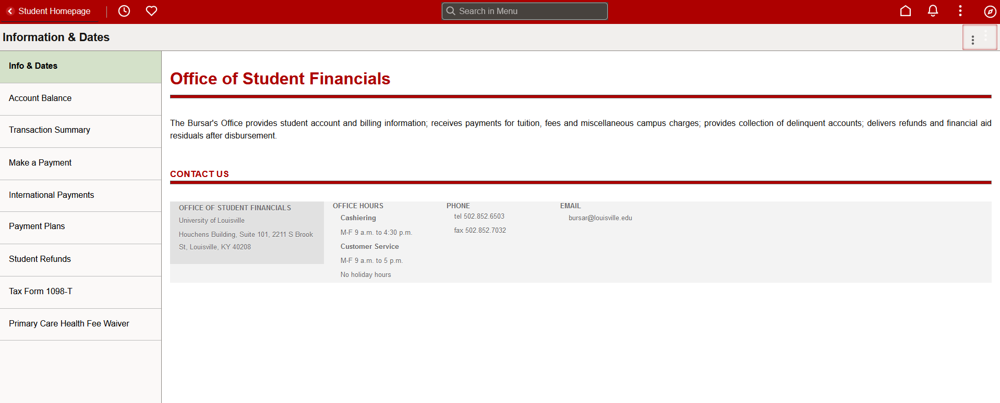 Student Homepage
Search in Menu
Information & Dates
Info & Dates
Account Balance
Transaction Summary
Make a Payment
International Payments
Payment Plans
Student Refunds
Tax Form 1098-T
Primary Care Health Fee Waiver
Office of Student Financials
The Bursar's Office provides student account and billing information; receives payments for tuition, fees and miscellaneous campus charges; provides collection of delinquent accounts; delivers refunds and financial aid
residuals after disbursement.
CONTACT US
OFFICE OF STUDENT FINANCIALS
University of Louisville
Houchens Building, Suite 101, 2211 S Brook
St, Louisville, KY 40208
OFFICE HOURS
Cashiering
M-F 9 a.m. to 4:30 p.m.
Customer Service
M-F 9 a.m. to 5 p.m.
No holiday hours
PHONE
tel 502.852.6503
fax 502.852.7032
EMAIL
bursar@louisville.edu